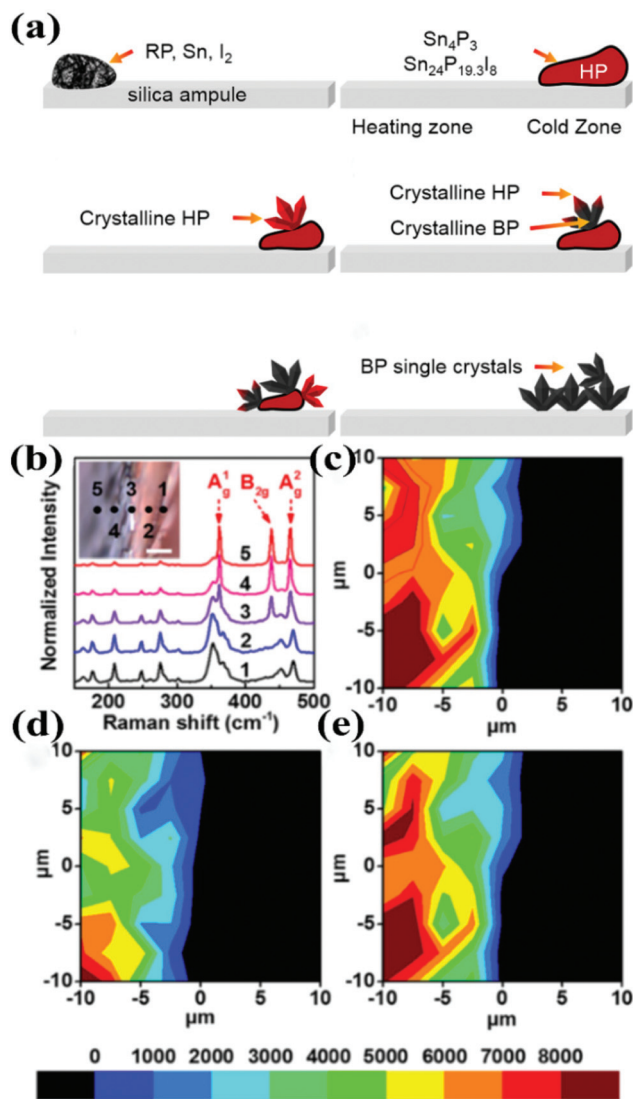 (a)
RP, Sn, I₂
silica ampule
Sn₄P₃
Sn₂₄P₁₉.₃I₈
HP
Heating zone
Cold Zone
Crystalline HP
Crystalline HP
Crystalline BP
BP single crystals
(b)
Normalized Intensity
5 3 1
4 2
A¹g B₂g A²g
5
4
3
2
1
200 300 400 500
Raman shift (cm⁻¹)
(c)
µm
10
5
0
-5
-10
-10 -5 0 5 10
µm
(d)
µm
10
5
0
-5
-10
-10 -5 0 5 10
µm
(e)
µm
10
5
0
-5
-10
-10 -5 0 5 10
µm
0 1000 2000 3000 4000 5000 6000 7000 8000